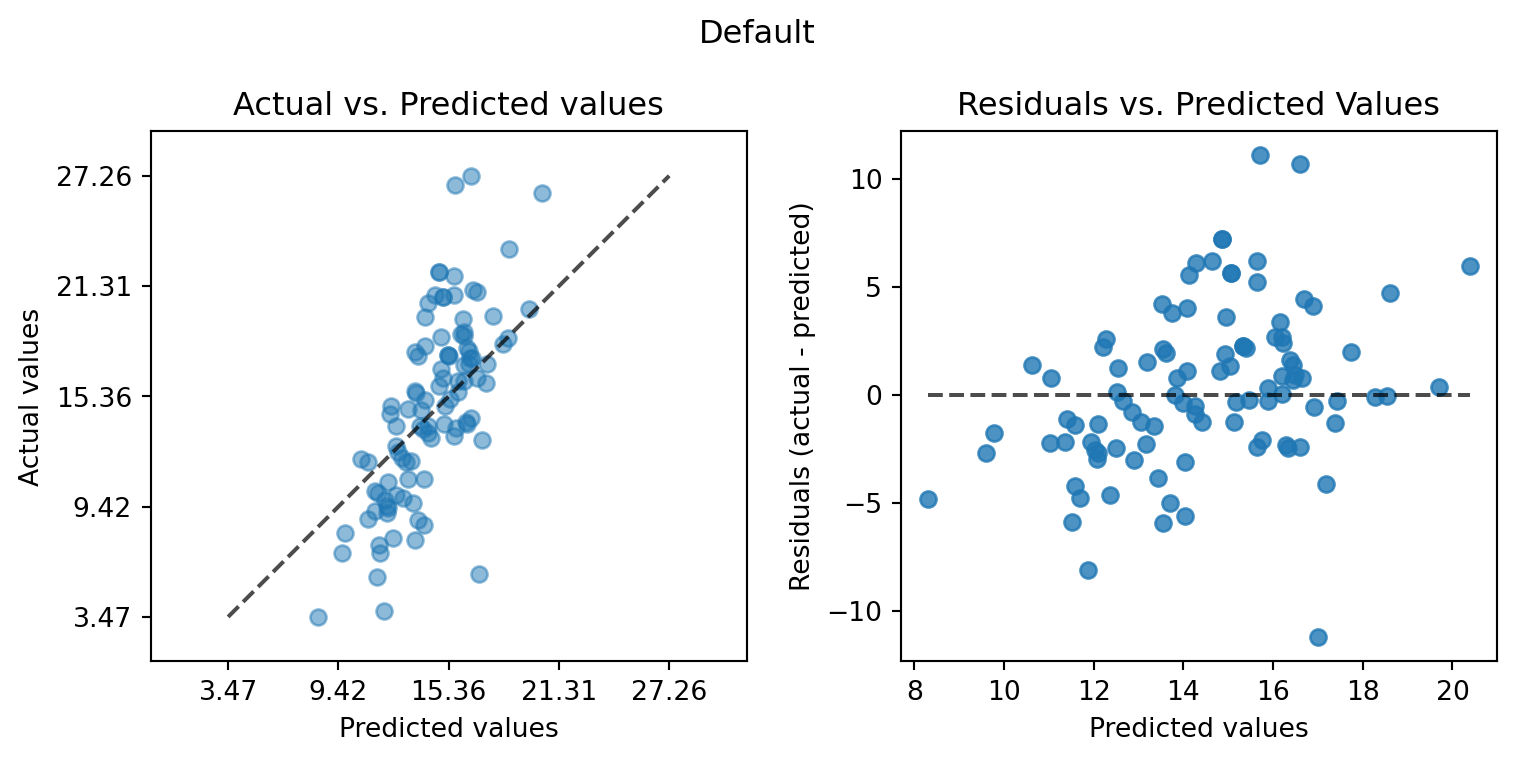 Default
Actual vs. Predicted values
Actual values
27.26
21.31
15.36
9.42
3.47
3.47 9.42 15.36 21.31 27.26
Predicted values
Residuals vs. Predicted Values
Residuals (actual - predicted)
10
5
0
−5
−10
8 10 12 14 16 18 20
Predicted values